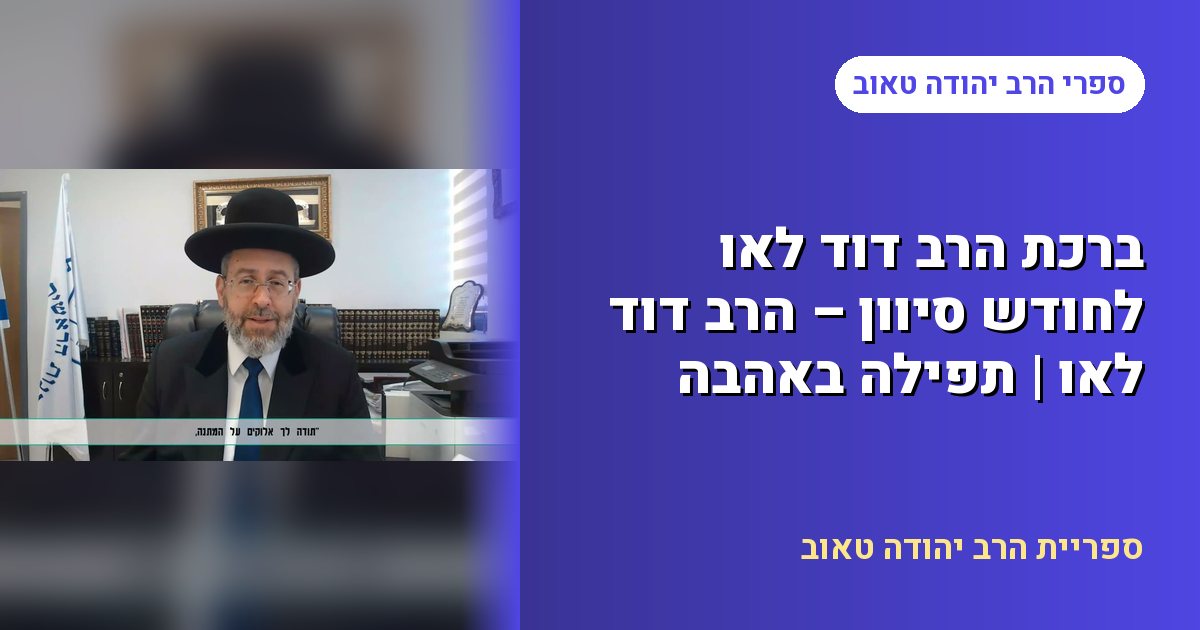 ספרי הרב יהודה טאוב
ברכת הרב דוד לאו
לחודש סיוון – הרב דוד
לאו | תפילה באהבה
"תודה לך אלוקים על המתנה,
ספריית הרב יהודה טאוב